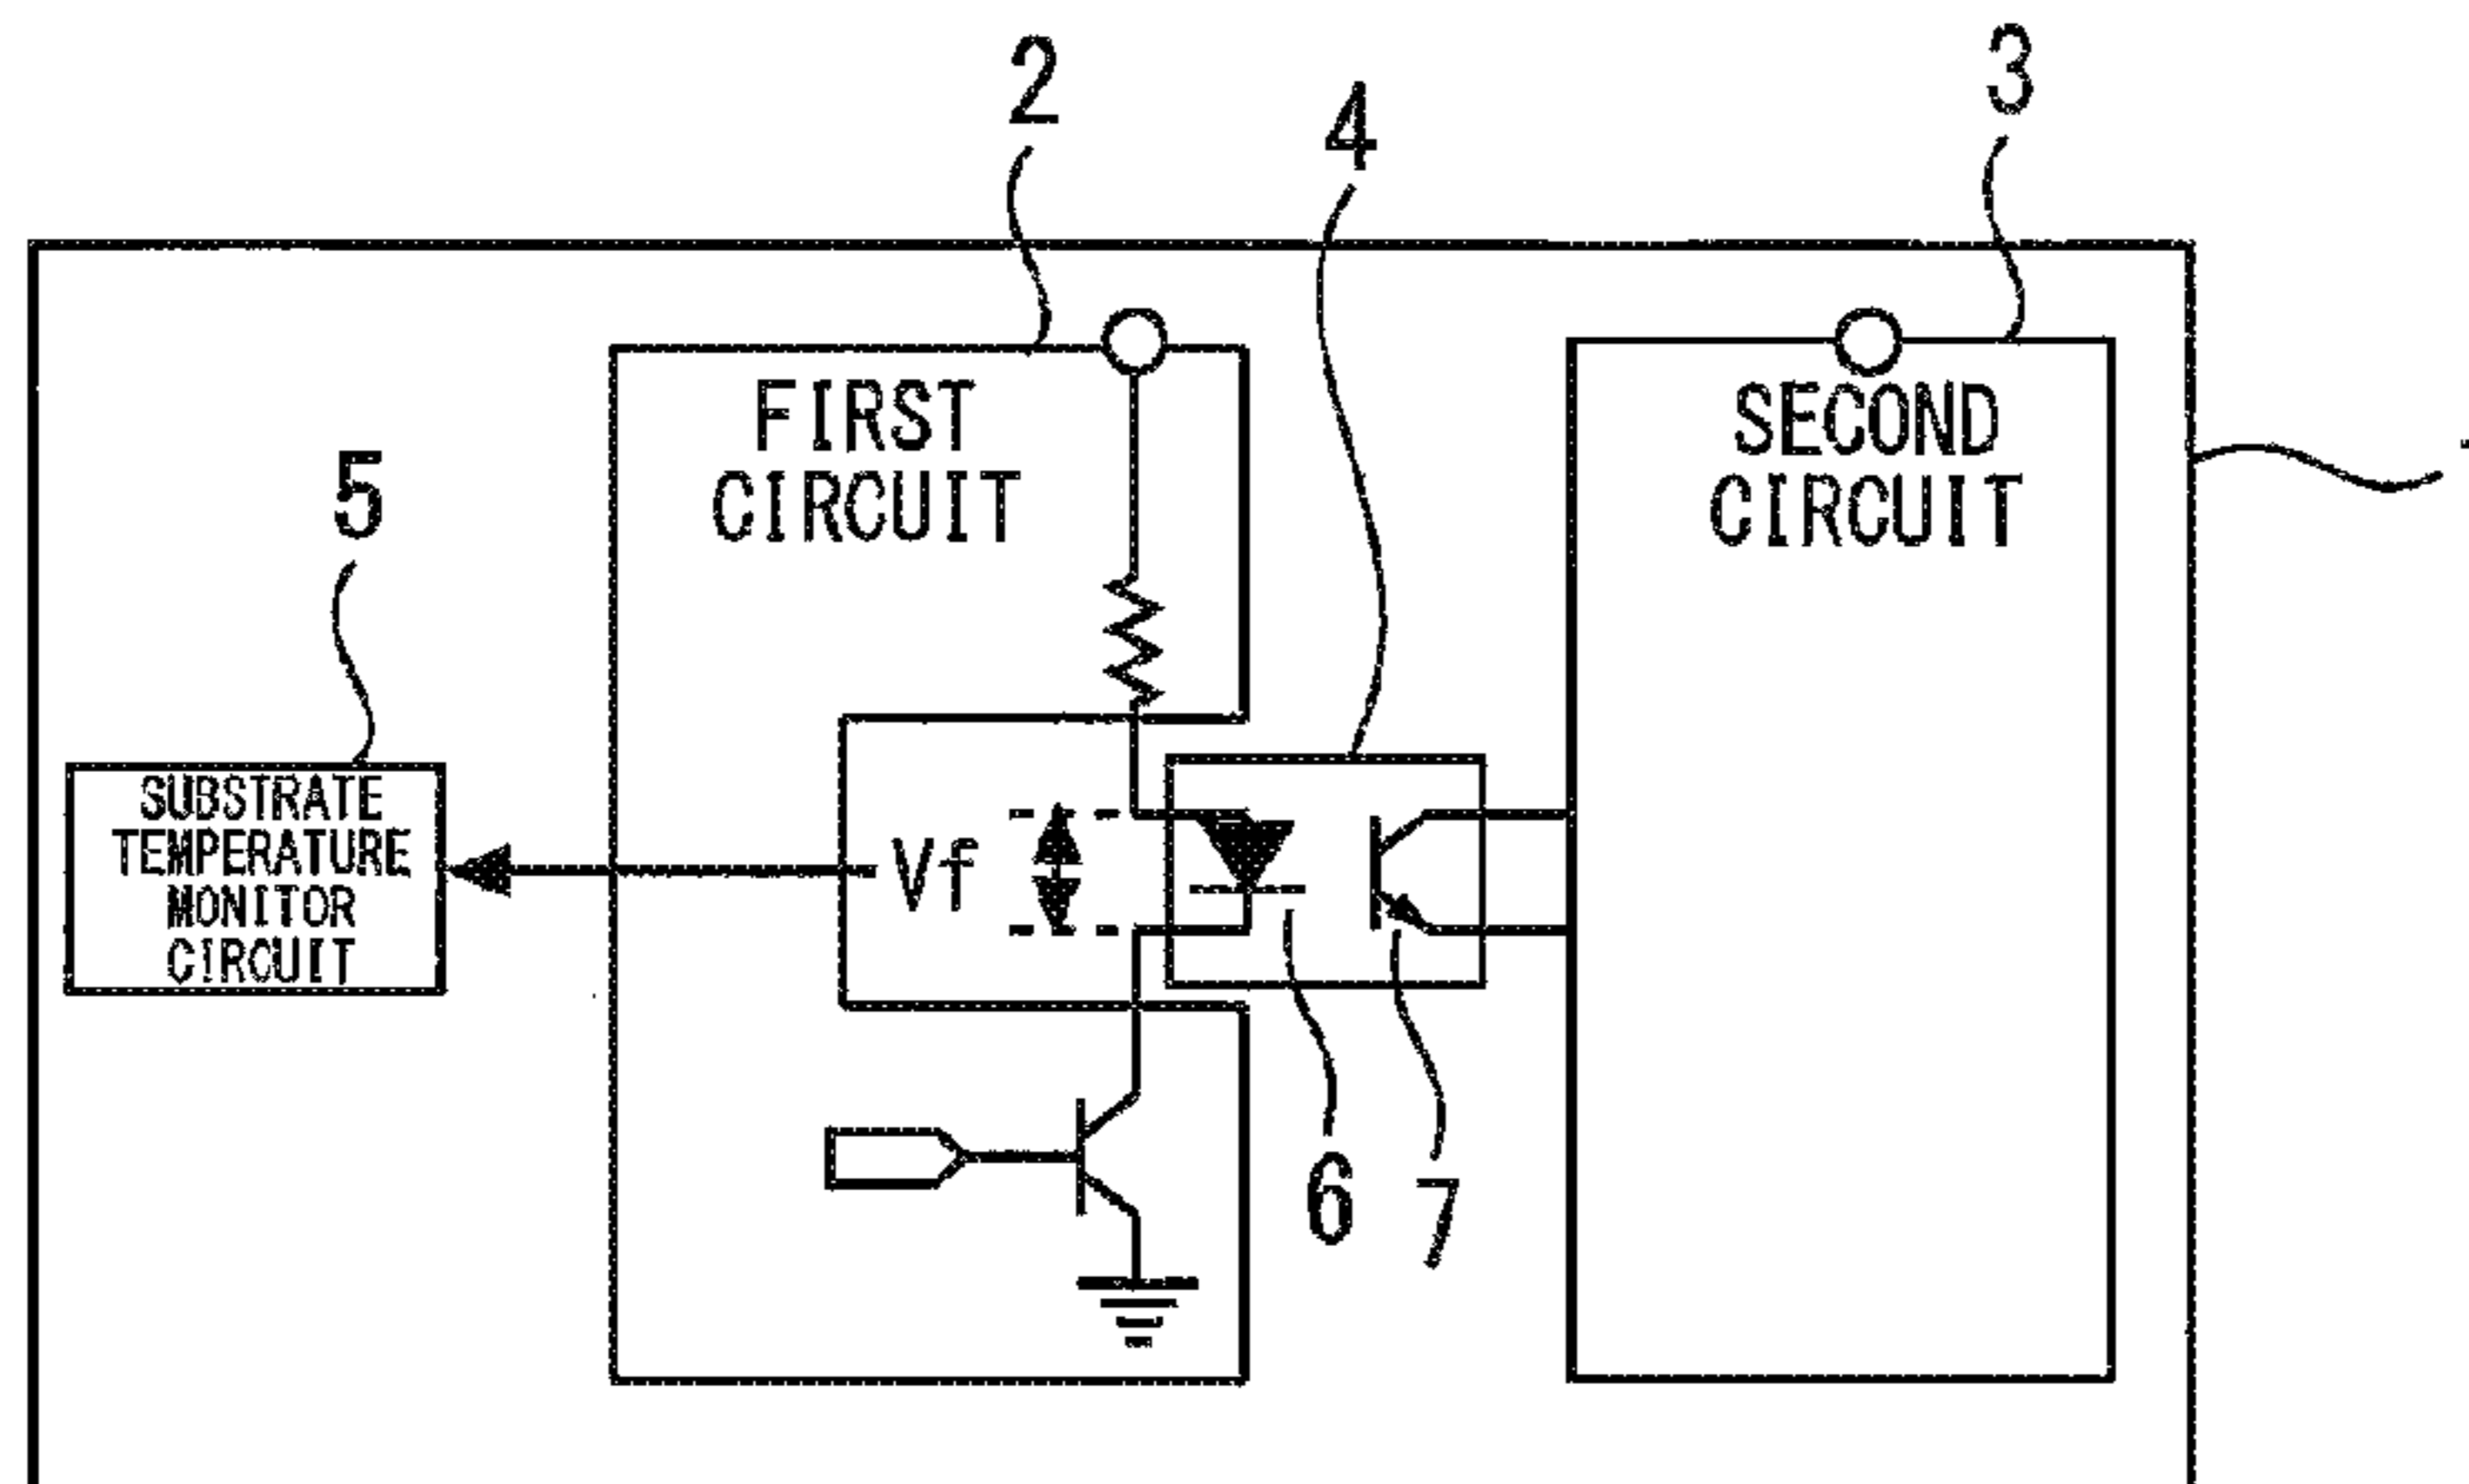 2
3
4
FIRST
CIRCUIT
SECOND
CIRCUIT
5
SUBSTRATE
TEMPERATURE
MONITOR
CIRCUIT
Vf
6
7